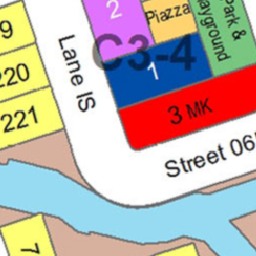 2
Piazza
Park &
playground
9
C3-4
1
Lane IS
220
221
3 MK
Street 06
7